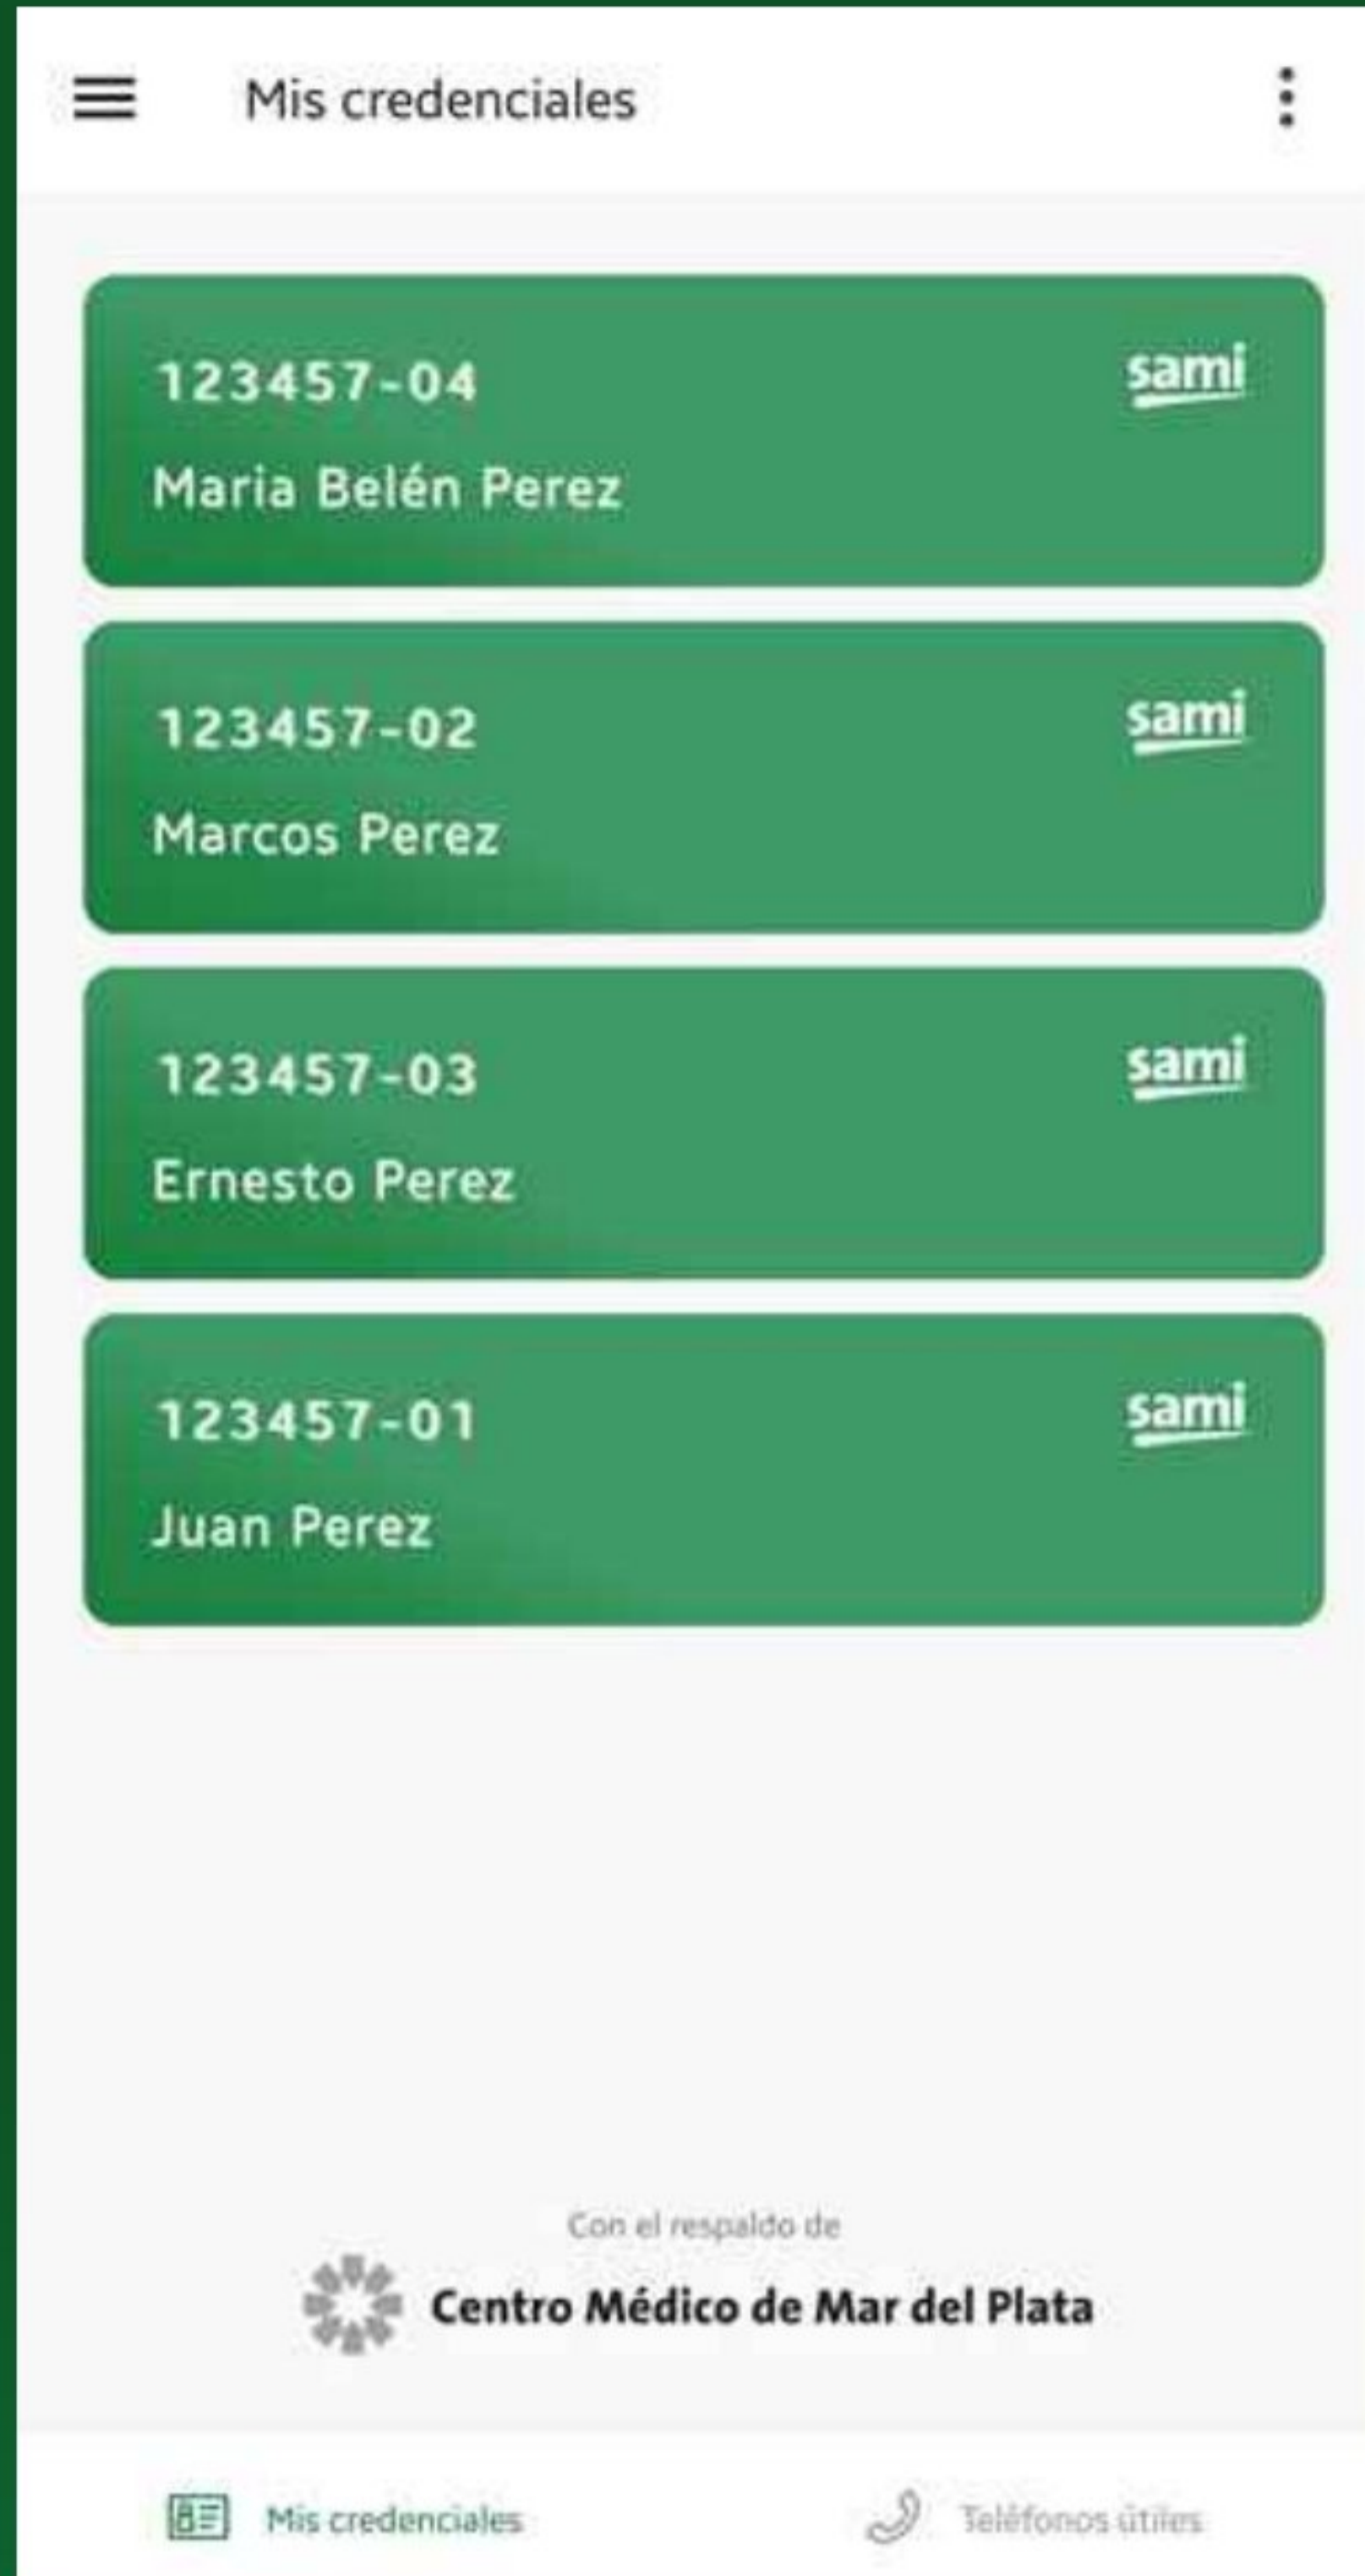 Mis credenciales
123457-04
sami
Maria Belén Perez
123457-02
sami
Marcos Perez
123457-03
sami
Ernesto Perez
123457-01
sami
Juan Perez
Con el respaldo de
Centro Médico de Mar del Plata
Mis credenciales
Teléfonos útiles